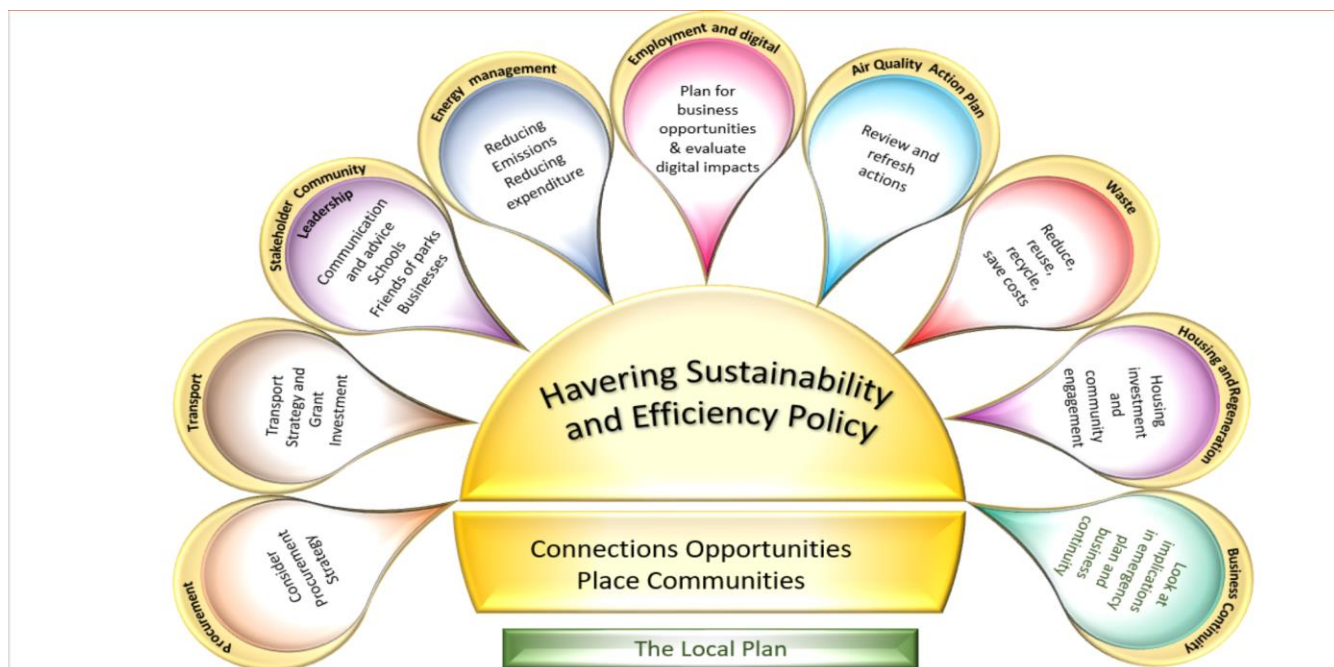 Procurement
Consider
Procurement
Strategy
Transport
Transport
Strategy and
Grant
Investment
Stakeholder Community
Leadership
Communication
and advice
Schools
Friends of parks
Businesses
Energy management
Reducing
Emissions
Reducing
expenditure
Employment and digital
Plan for
business
opportunities
& evaluate
digital impacts
Air Quality Action Plan
Review and
refresh
actions
Waste
Reduce,
reuse,
recycle,
save costs
Housing and Regeneration
Housing
investment
and
community
engagement
Business Continuity
Look at
implications
in emergency
plan and
business
continuity
Havering Sustainability
and Efficiency Policy
Connections Opportunities
Place Communities
The Local Plan